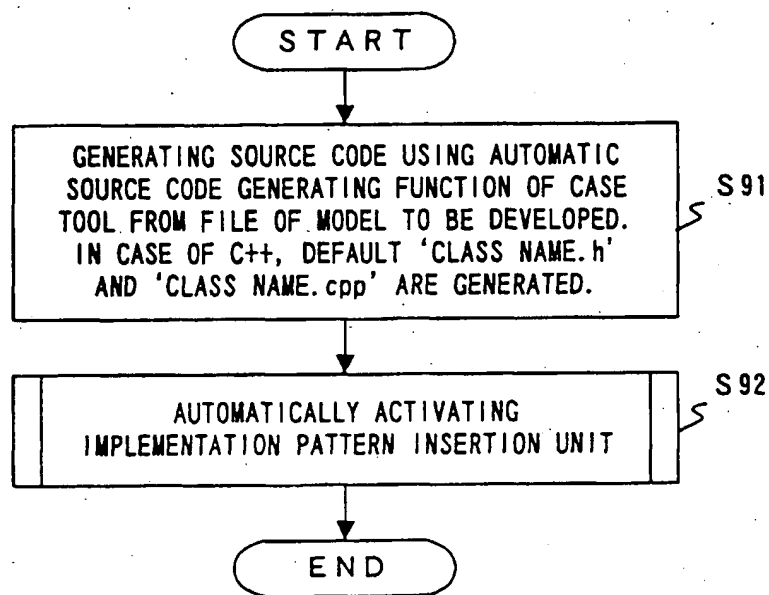 START
GENERATING SOURCE CODE USING AUTOMATIC
SOURCE CODE GENERATING FUNCTION OF CASE
TOOL FROM FILE OF MODEL TO BE DEVELOPED.
IN CASE OF C++, DEFAULT 'CLASS NAME.h'
AND 'CLASS NAME.cpp' ARE GENERATED.
S91
AUTOMATICALLY ACTIVATING
IMPLEMENTATION PATTERN INSERTION UNIT
S92
END